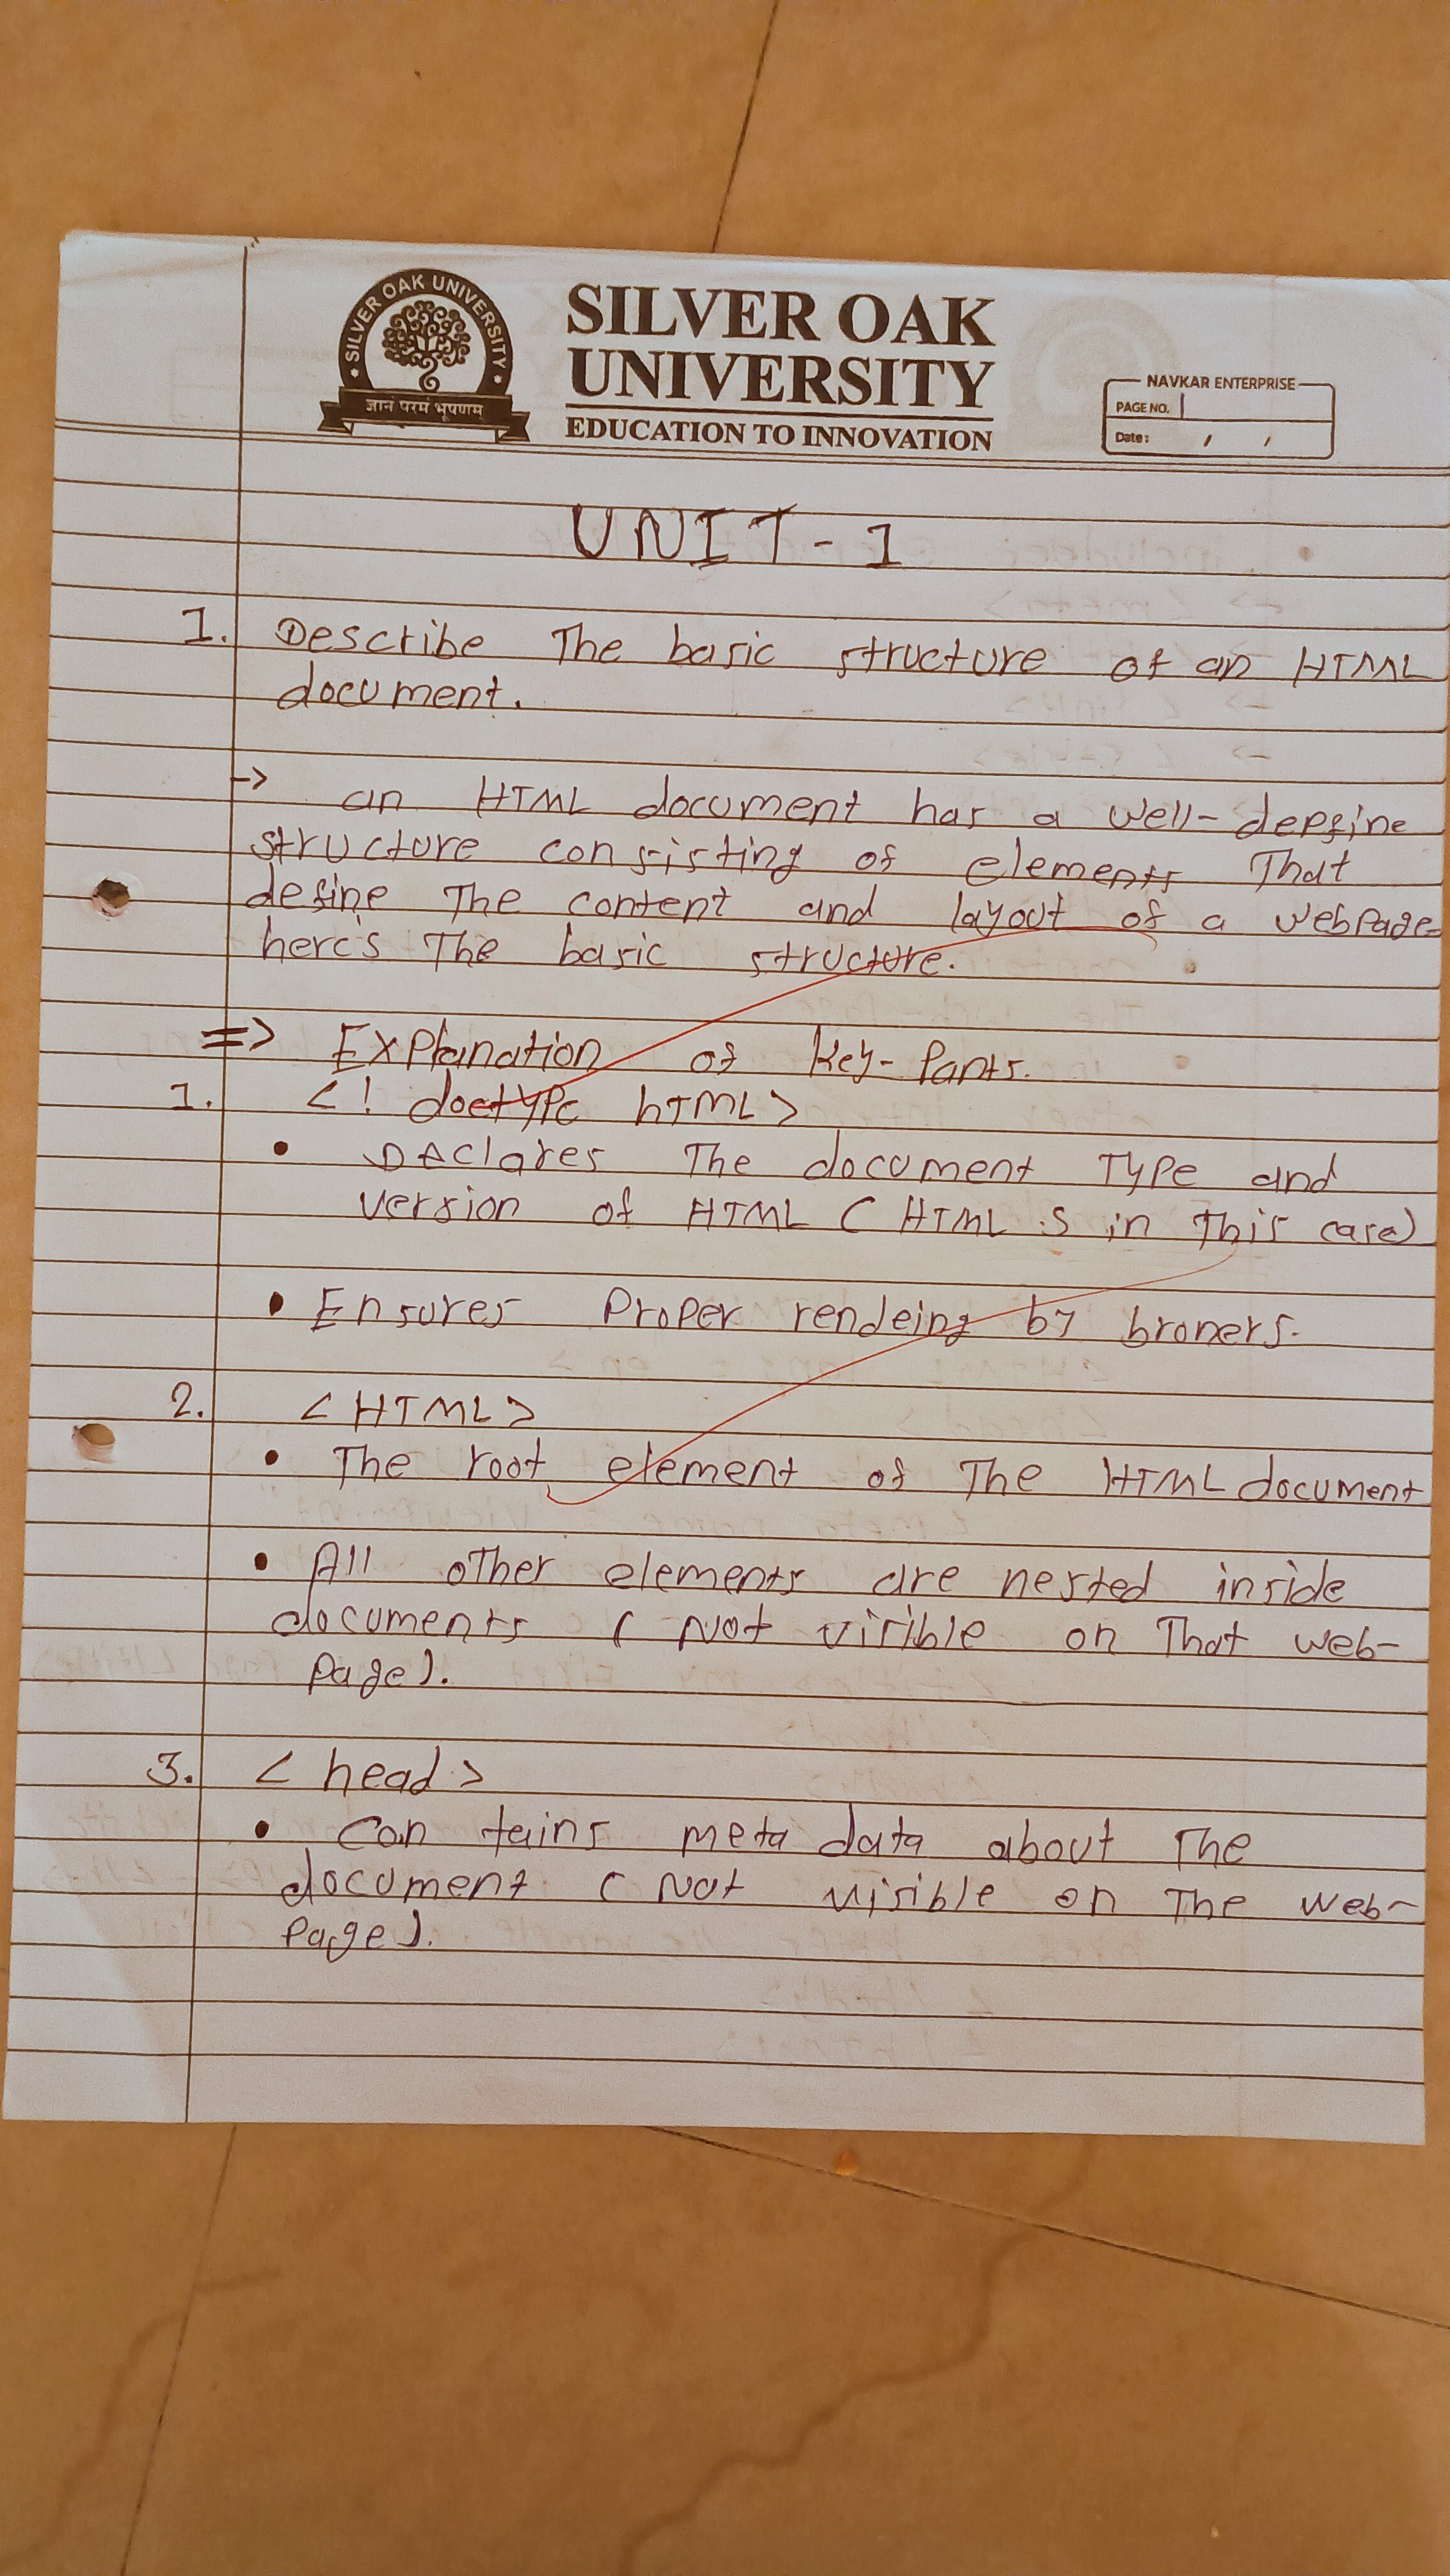 SILVER OAK UNIVERSITY
ज्ञानं परमं भूषणम्
SILVER OAK
UNIVERSITY
EDUCATION TO INNOVATION
NAVKAR ENTERPRISE
PAGE NO. 1
Date: / /
UNIT-1
1. Describe The basic structure of an HTML
document.
-> an HTML document has a well-depfine
structure consisting of elements That
define The content and layout of a webpage
here's The basic structure.
=> Explanation of Key-Parts.
1. <! doctype hTML>
• DEclares The document Type and
version of HTML ( HTML 5 in This case)
• Ensures Proper rendeing by browers.
2. <HTML>
• The root element of The HTML document
• All other elements are nested inside
documents ( Not visible on That web-
page).
3. < head >
• Con tains meta data about The
document ( Not visible on The web-
page).